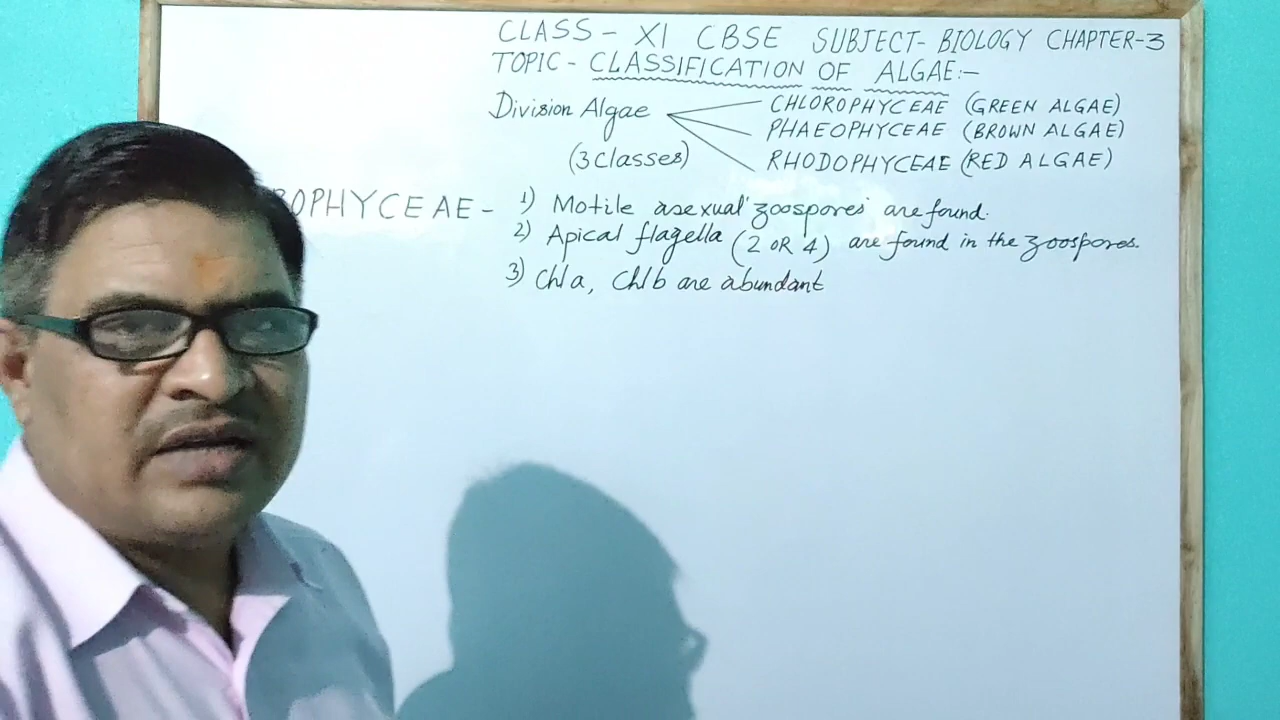 CLASS - XI CBSE SUBJECT- BIOLOGY CHAPTER-3
TOPIC - CLASSIFICATION OF ALGAE:-
Division Algae
(3 Classes)
CHLOROPHYCEAE (GREEN ALGAE)
PHAEOPHYCEAE (BROWN ALGAE)
RHODOPHYCEAE (RED ALGAE)
OPHYCEAE - 1) Motile asexual 'zoospores' are found.
2) Apical flagella (2 OR 4) are found in the zoospores.
3) Chl a, Chl b are abundant